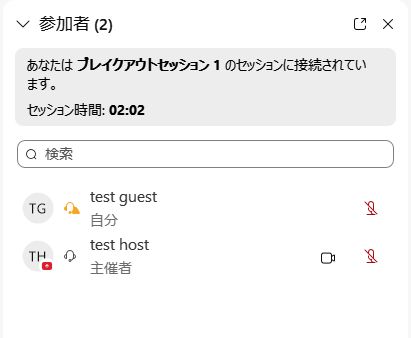 参加者 (2)
あなたは ブレイクアウトセッション 1 のセッションに接続されてい
ます。
セッション時間: 02:02
検索
TG
test guest
自分
TH
test host
主催者